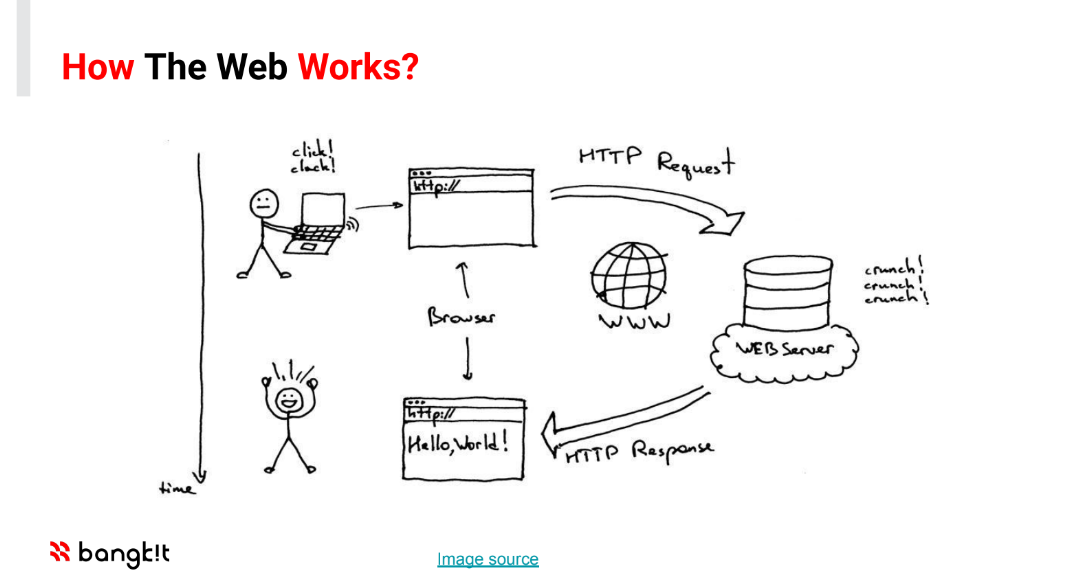 How The Web Works?
click!
clack!
http://
HTTP Request
crunch!
crunch!
crunch!
WWW
Browser
WEB Server
http://
Hello, World!
HTTP Response
time
bangk!t
Image source